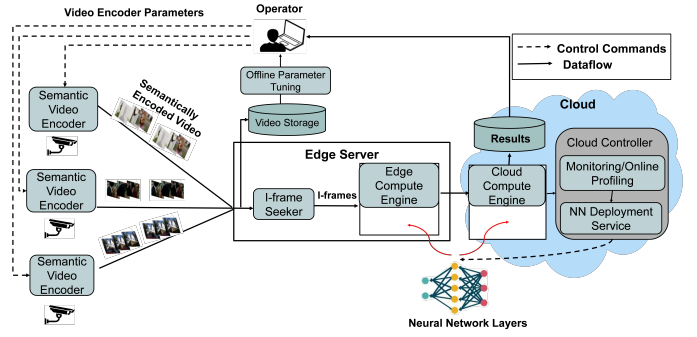 Video Encoder Parameters
Operator
Control Commands
Dataflow
Offline Parameter
Tuning
Semantic
Video
Encoder
Semantically
Encoded Video
Video Storage
Cloud
Results
Cloud Controller
Edge Server
Monitoring/Online
Profiling
Semantic
Video
Encoder
I-frame
Seeker
I-frames
Edge
Compute
Engine
Cloud
Compute
Engine
NN Deployment
Service
Semantic
Video
Encoder
Neural Network Layers